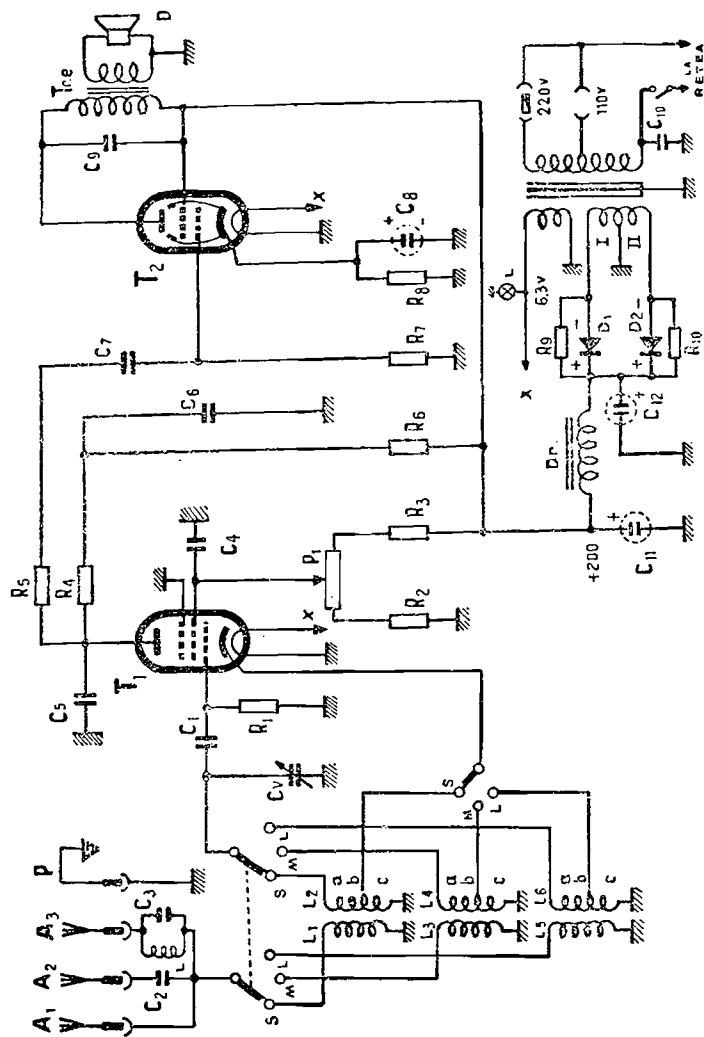 A1
A2
A3
P
C2
L
C3
S
M
L
S
M
L
L1
L2
a
b
c
L3
L4
a
b
c
L5
L6
a
b
c
S
M
L
Cv
C1
R1
C5
T1
X
R5
R4
C4
P1
R2
R3
C6
R6
C7
R7
T2
X
R8
C8
+
-
C9
Tr.e
D
+200
C11
+
Dr.
C12
+
R9
D1
+
-
D2
+
-
R10
X
6.3V
L
I
II
220V
110V
C10
LA
RETEA